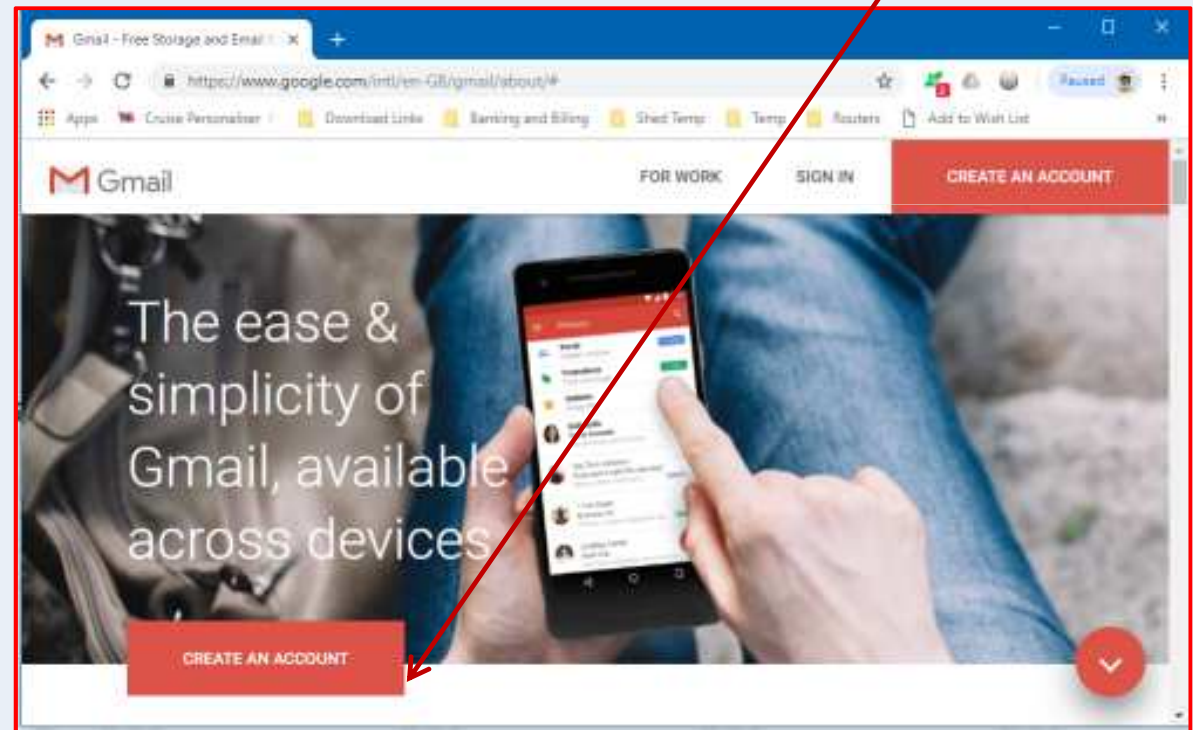 Gmail - Free Storage and Email
https://www.google.com/intl/en-GB/gmail/about/#
Paused
Apps Cruise Personaliser Download Links Banking and Billing Shed Temp Temp Routers Add to Wish List
Gmail FOR WORK SIGN IN CREATE AN ACCOUNT
The ease &
simplicity of
Gmail, available
across devices
CREATE AN ACCOUNT